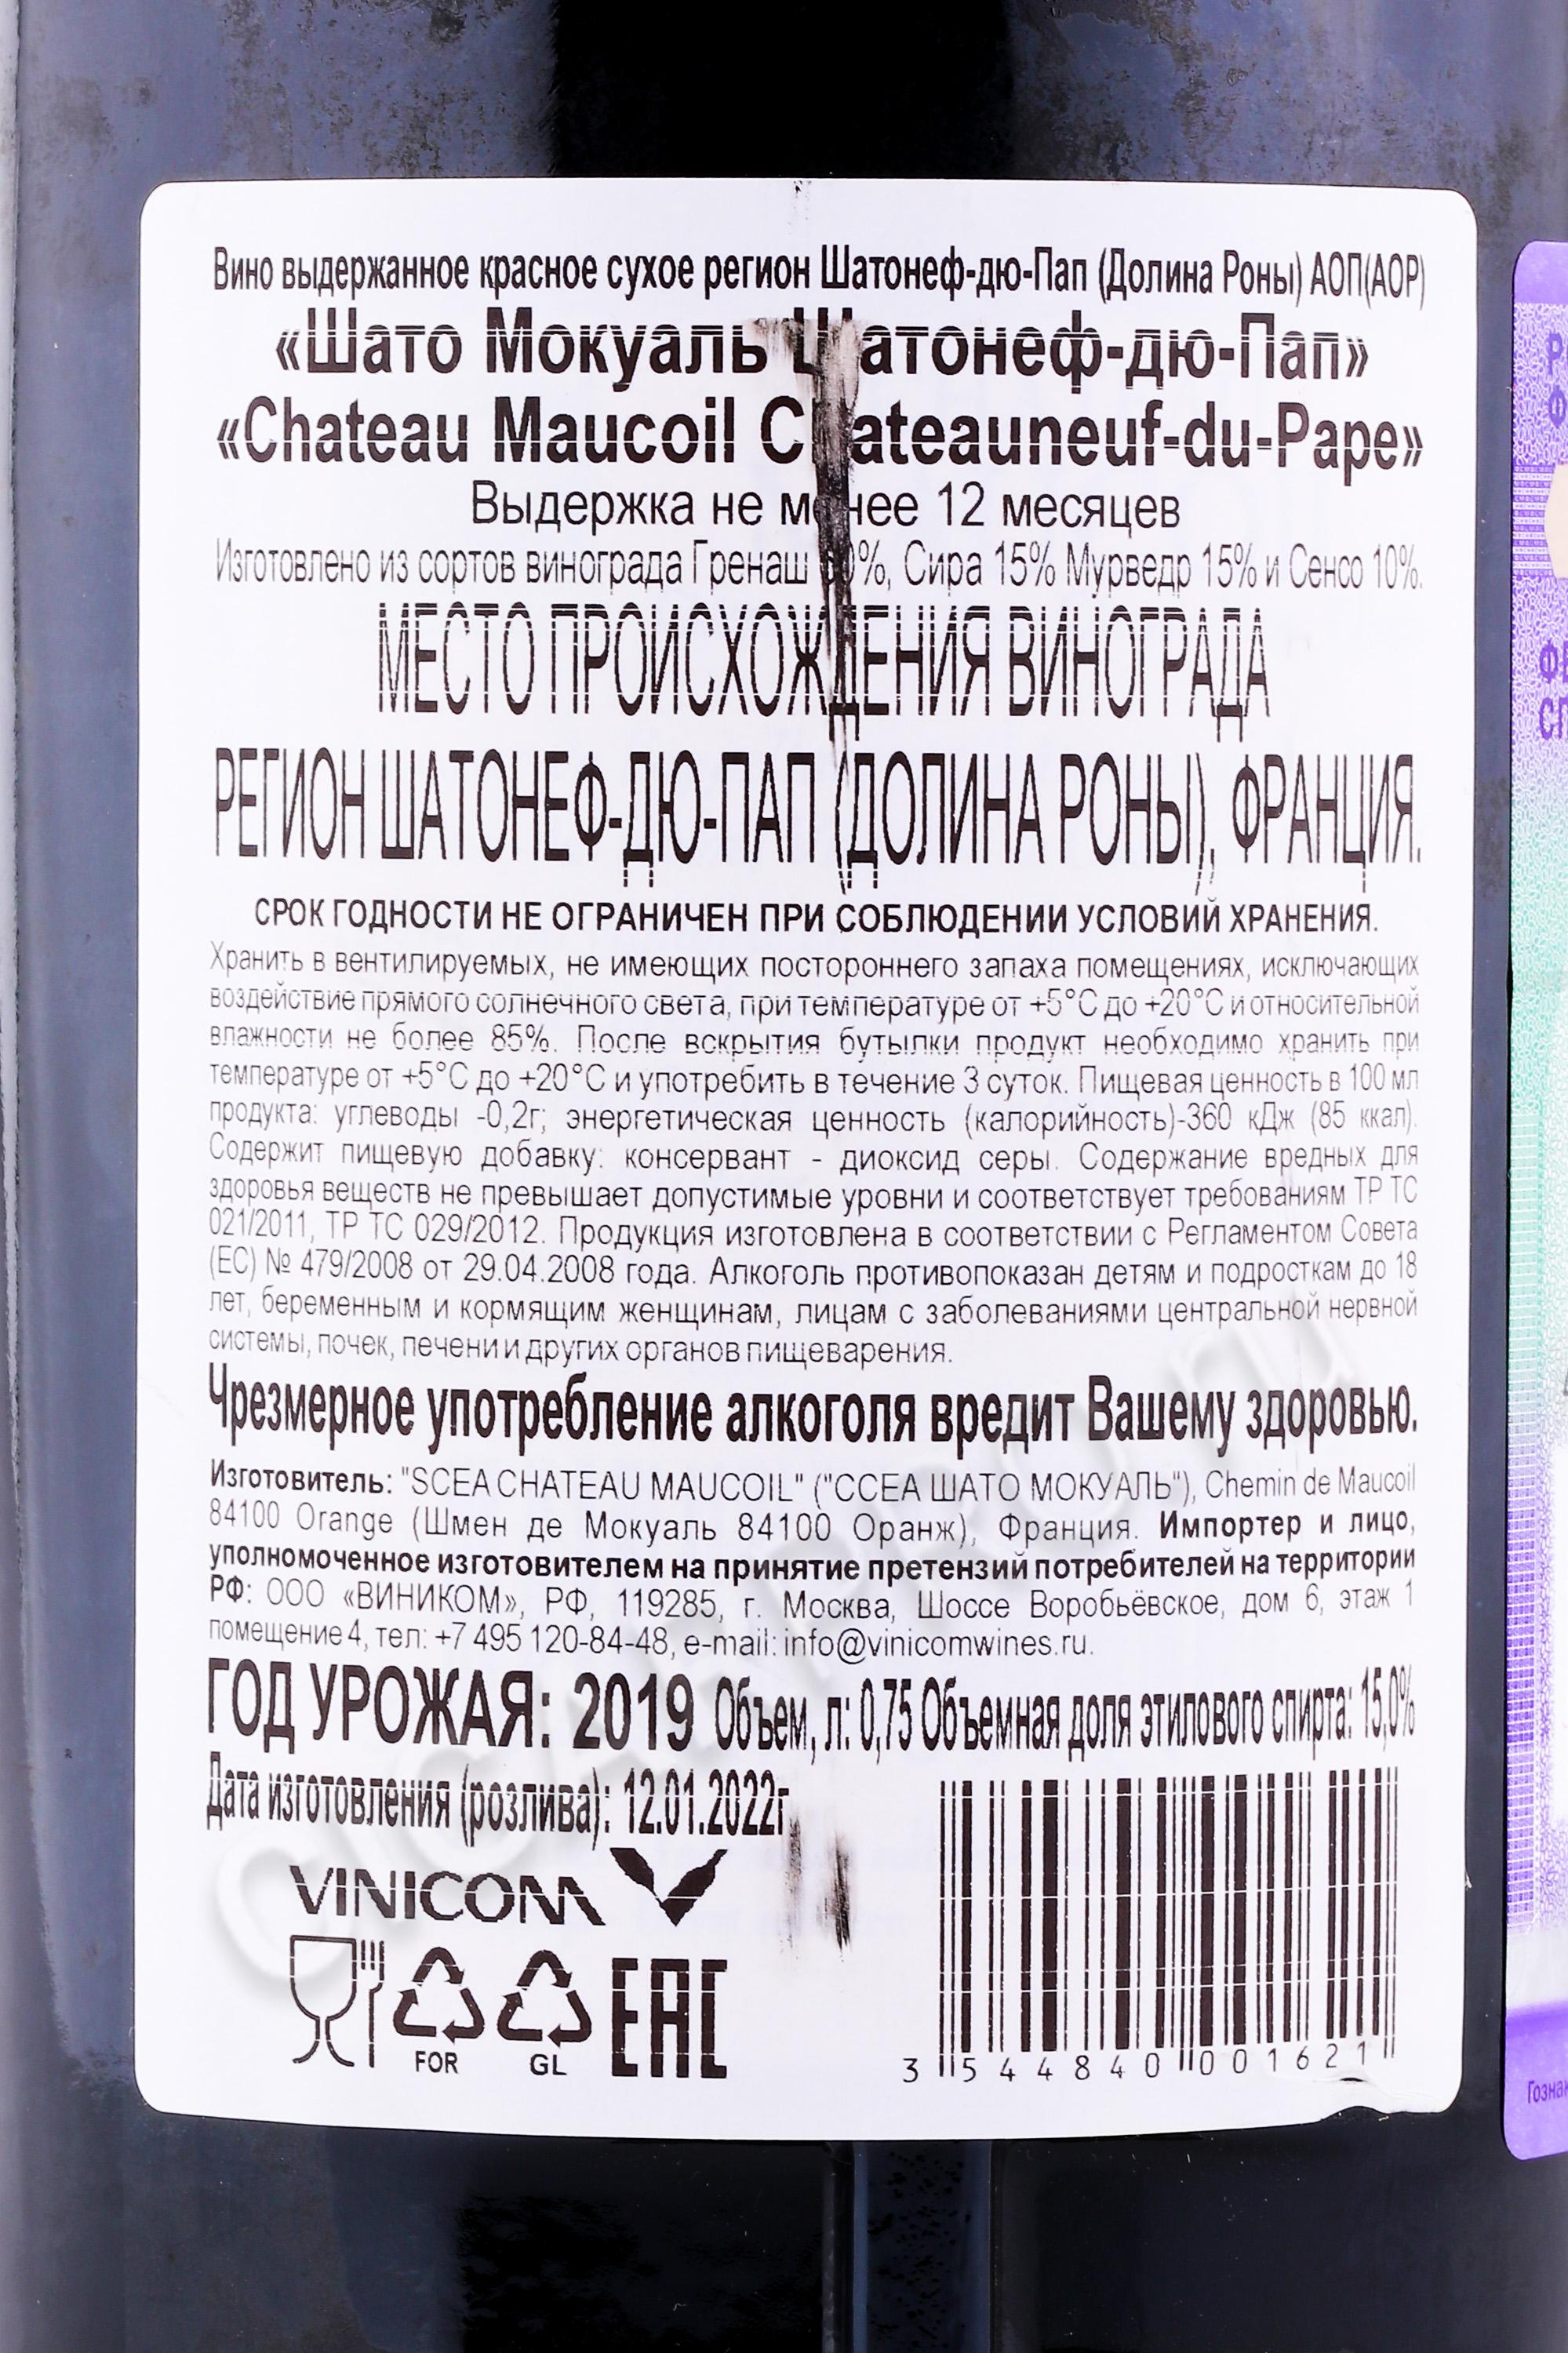 Вино выдержанное красное сухое регион Шатонеф-дю-Пап (Долина Роны) АОП(АОР)
«Шато Мокуаль Шатонеф-дю-Пап»
«Chateau Maucoil Chateauneuf-du-Pape»
Выдержка не менее 12 месяцев
Изготовлено из сортов винограда Гренаш Сира 15% Мурведр 15% и Сенсо 10%.
МЕСТО ПРОИСХОЖДЕНИЯ ВИНОГРАДА
РЕГИОН ШАТОНЕФ-ДЮ-ПАП (ДОЛИНА РОНЫ), ФРАНЦИЯ.
СРОК ГОДНОСТИ НЕ ОГРАНИЧЕН ПРИ СОБЛЮДЕНИИ УСЛОВИЙ ХРАНЕНИЯ.
Хранить в вентилируемых, не имеющих постороннего запаха помещениях, исключающих
воздействие прямого солнечного света, при температуре от +5°С до +20°С и относительной
влажности не более 85%. После вскрытия бутылки продукт необходимо хранить при
температуре от +5°С до +20°С и употребить в течение 3 суток. Пищевая ценность в 100 мл
продукта: углеводы -0,2г; энергетическая ценность (калорийность)-360 кДж (85 ккал).
Содержит пищевую добавку: консервант - диоксид серы. Содержание вредных для
здоровья веществ не превышает допустимые уровни и соответствует требованиям ТР ТС
021/2011, ТР ТС 029/2012. Продукция изготовлена в соответствии с Регламентом Совета
(ЕС) № 479/2008 от 29.04.2008 года. Алкоголь противопоказан детям и подросткам до 18
лет, беременным и кормящим женщинам, лицам с заболеваниями центральной нервной
системы, почек, печени и других органов пищеварения.
Чрезмерное употребление алкоголя вредит Вашему здоровью.
Изготовитель: "SCEA CHATEAU MAUCOIL" ("ССЕА ШАТО МОКУАЛЬ"), Chemin de Maucoil
84100 Orange (Шмен де Мокуаль 84100 Оранж), Франция. Импортер и лицо,
уполномоченное изготовителем на принятие претензий потребителей на территории
РФ: ООО «ВИНИКОМ», РФ, 119285, г. Москва, Шоссе Воробьёвское, дом 6, этаж 1
помещение 4, тел: +7 495 120-84-48, e-mail: info@vinicomwines.ru.
ГОД УРОЖАЯ: 2019 Объем, л: 0,75 Объемная доля этилового спирта: 15,0%
Дата изготовления (розлива): 12.01.2022г.
VINICOM
FOR GL EAC
3 544840 001621
Гознак